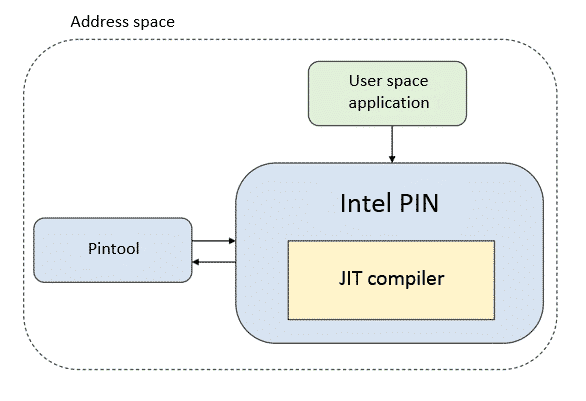 Address space
User space
application
Intel PIN
Pintool
JIT compiler